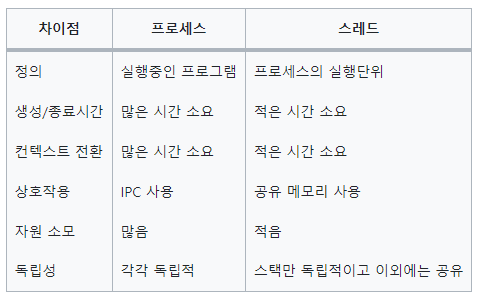 차이점 프로세스 스레드
정의 실행중인 프로그램 프로세스의 실행단위
생성/종료시간 많은 시간 소요 적은 시간 소요
컨텍스트 전환 많은 시간 소요 적은 시간 소요
상호작용 IPC 사용 공유 메모리 사용
자원 소모 많음 적음
독립성 각각 독립적 스택만 독립적이고 이외에는 공유